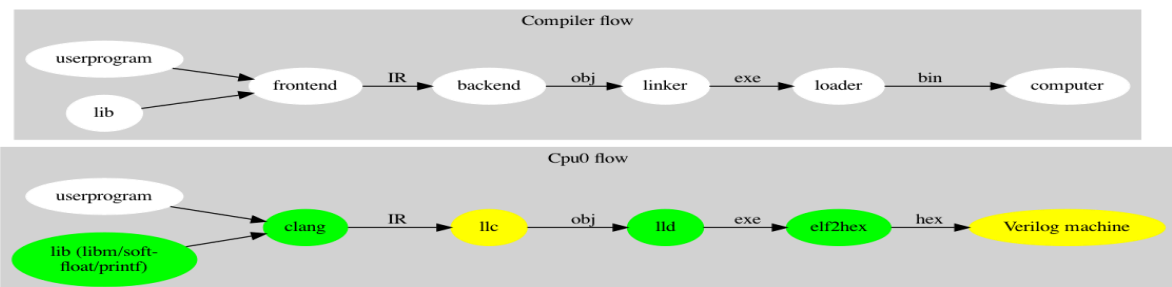 Compiler flow
userprogram
lib
frontend
IR
backend
obj
linker
exe
loader
bin
computer
Cpu0 flow
userprogram
lib (libm/soft-
float/printf)
clang
IR
llc
obj
lld
exe
elf2hex
hex
Verilog machine